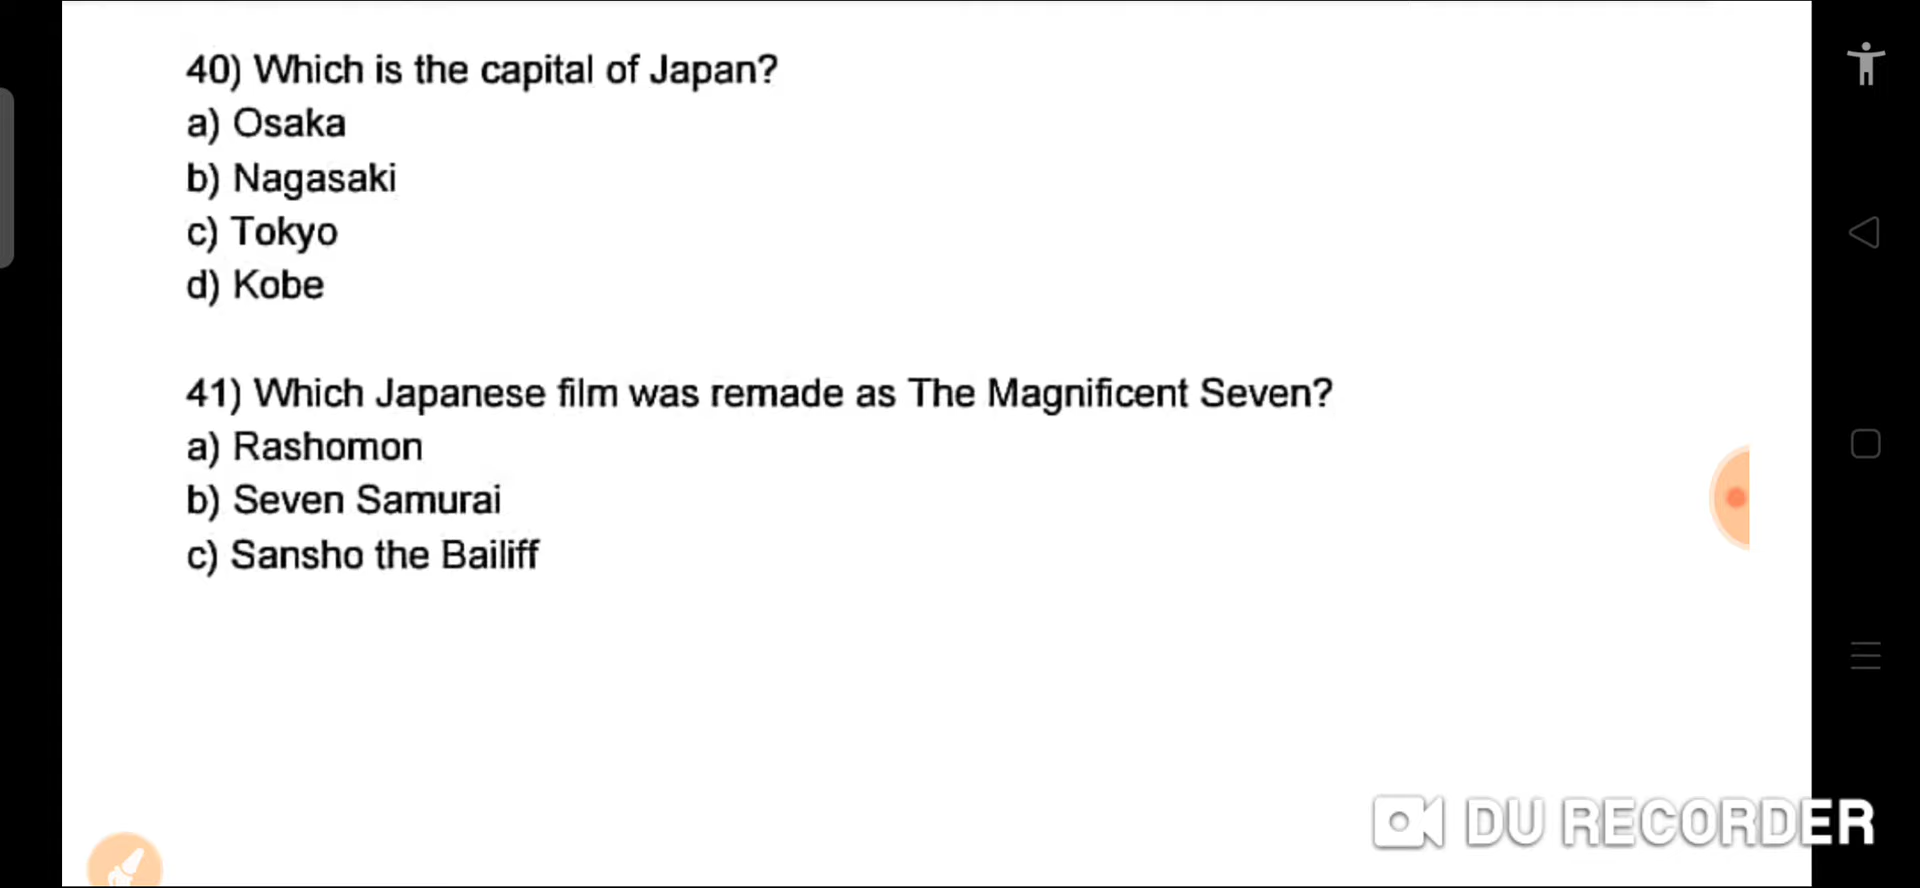 40) Which is the capital of Japan?
a) Osaka
b) Nagasaki
c) Tokyo
d) Kobe
41) Which Japanese film was remade as The Magnificent Seven?
a) Rashomon
b) Seven Samurai
c) Sansho the Bailiff
DU RECORDER